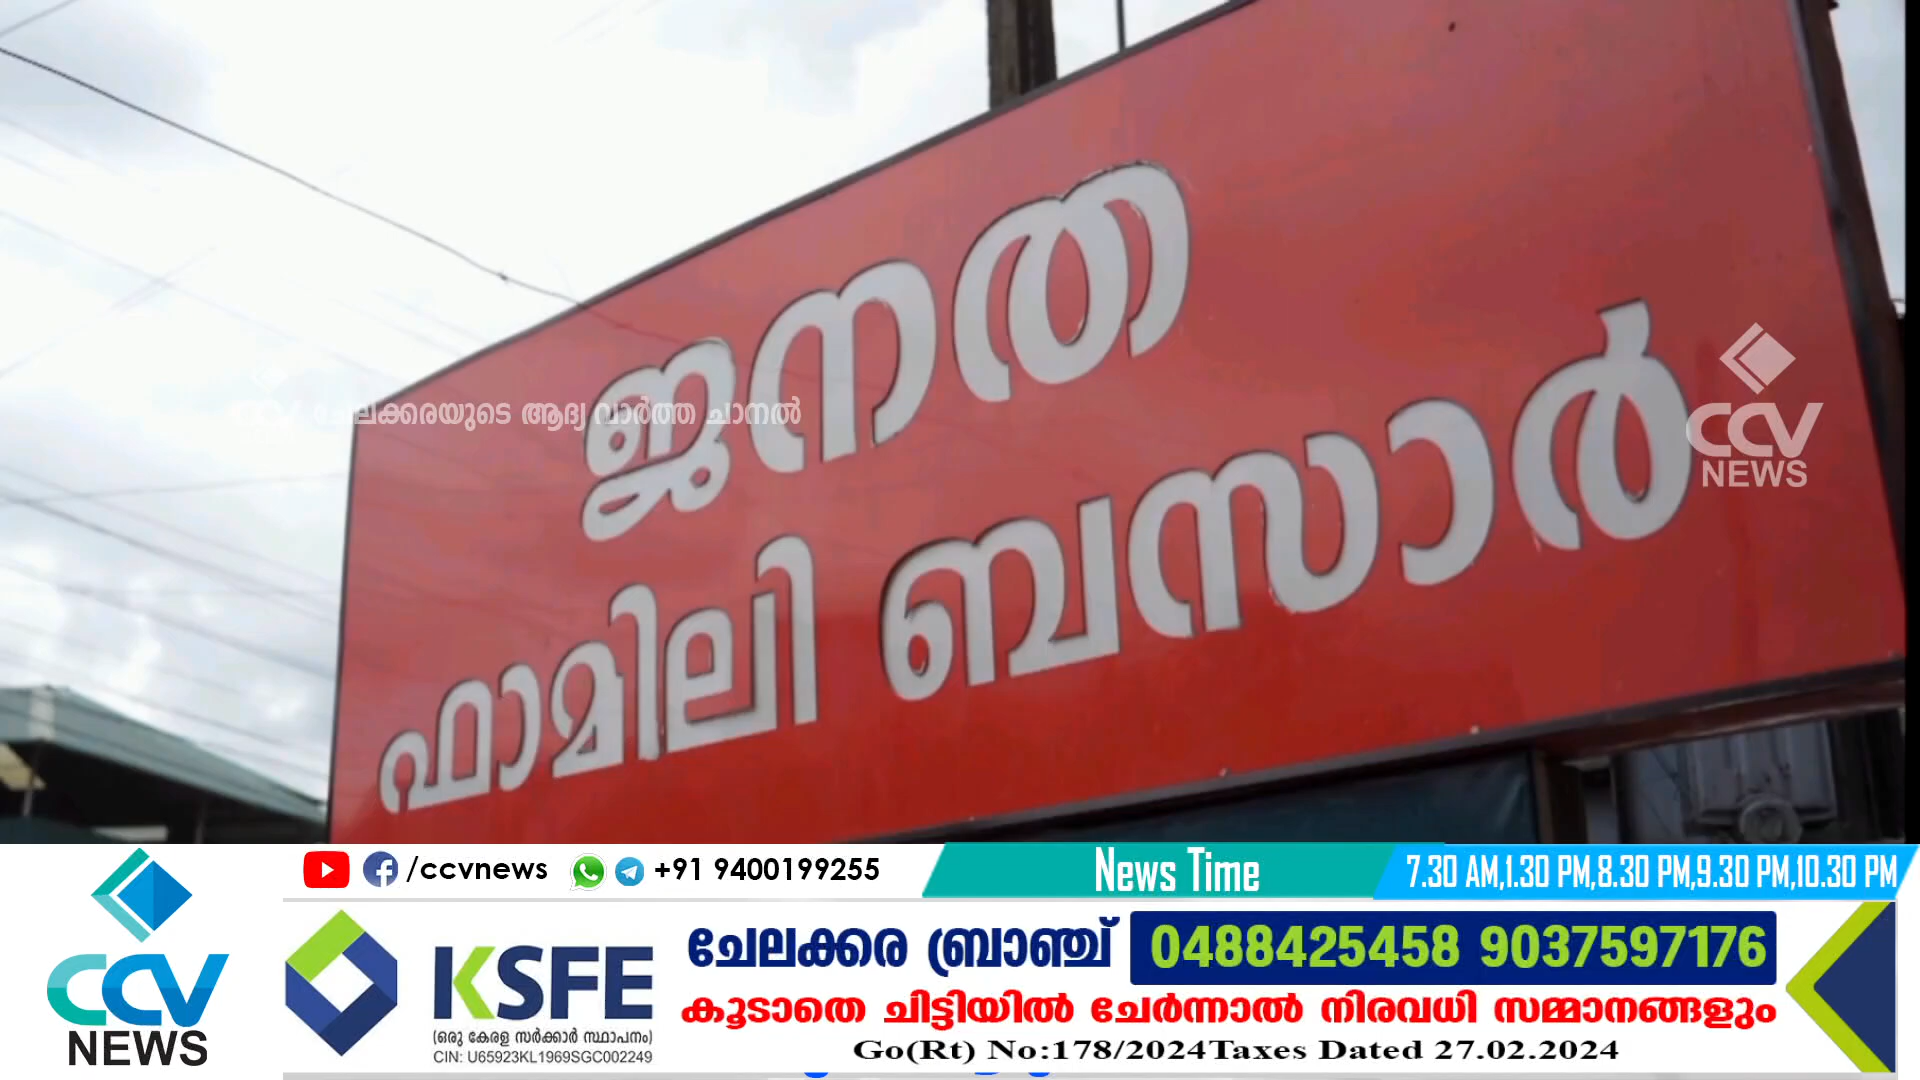 ജനത
ഫാമിലി ബസാർ
CCV ചേലക്കരയുടെ ആദ്യ വാർത്ത ചാനൽ
CCV
NEWS
/ccvnews
+91 9400199255
News Time
7.30 AM,1.30 PM,8.30 PM,9.30 PM,10.30 PM
CCV
NEWS
KSFE
(ഒരു കേരള സർക്കാർ സ്ഥാപനം)
CIN: U65923KL1969SGC002249
ചേലക്കര ബ്രാഞ്ച് 0488425458 9037597176
കൂടാതെ ചിട്ടിയിൽ ചേർന്നാൽ നിരവധി സമ്മാനങ്ങളും
Go(Rt) No:178/2024Taxes Dated 27.02.2024